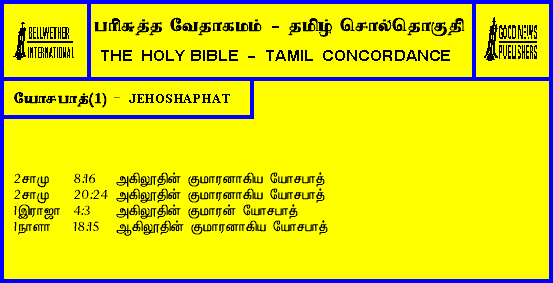 BELLWETHER
INTERNATIONAL
பரிசுத்த வேதாகமம் - தமிழ் சொல்தொகுதி
THE HOLY BIBLE - TAMIL CONCORDANCE
GOOD NEWS
PUBLISHERS
யோசபாத்(1) - JEHOSHAPHAT
2சாமு 8:16 அகிலூதின் குமாரனாகிய யோசபாத்
2சாமு 20:24 அகிலூதின் குமாரனாகிய யோசபாத்
1இராஜா 4:3 அகிலூதின் குமாரன் யோசபாத்
1நாளா 18:15 ஆகிலூதின் குமாரனாகிய யோசபாத்